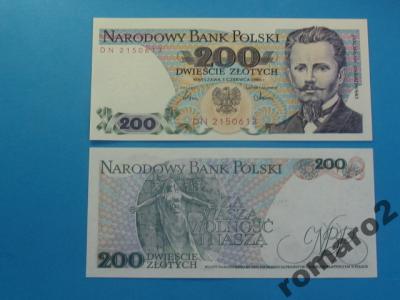 NARODOWY BANK POLSKI
DN 2150613
200
DWIEŚCIE ZŁOTYCH
WARSZAWA 1 CZERWCA 1986 r.
200
DN 2150613
NARODOWY BANK POLSKI
200
ZA
WASZĄ
WOLNOŚĆ
I NASZĄ
200
DWIEŚCIE
ZŁOTYCH
romaro2